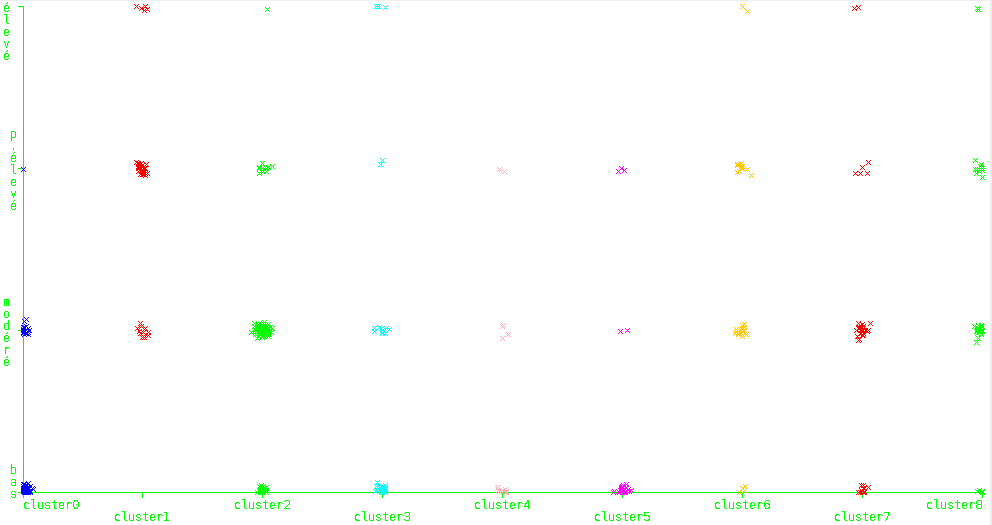 élevé
p.élevé
modéré
bas
cluster0
cluster1
cluster2
cluster3
cluster4
cluster5
cluster6
cluster7
cluster8